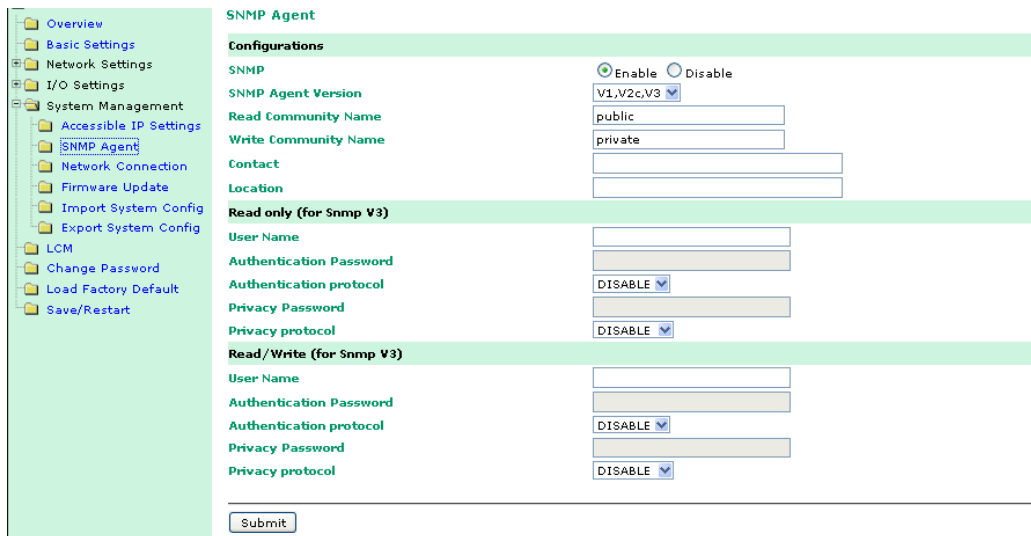 Overview
Basic Settings
Network Settings
I/O Settings
System Management
Accessible IP Settings
SNMP Agent
Network Connection
Firmware Update
Import System Config
Export System Config
LCM
Change Password
Load Factory Default
Save/Restart
SNMP Agent
Configurations
SNMP Enable Disable
SNMP Agent Version V1,V2c,V3
Read Community Name public
Write Community Name private
Contact
Location
Read only (for Snmp V3)
User Name
Authentication Password
Authentication protocol DISABLE
Privacy Password
Privacy protocol DISABLE
Read/Write (for Snmp V3)
User Name
Authentication Password
Authentication protocol DISABLE
Privacy Password
Privacy protocol DISABLE
Submit